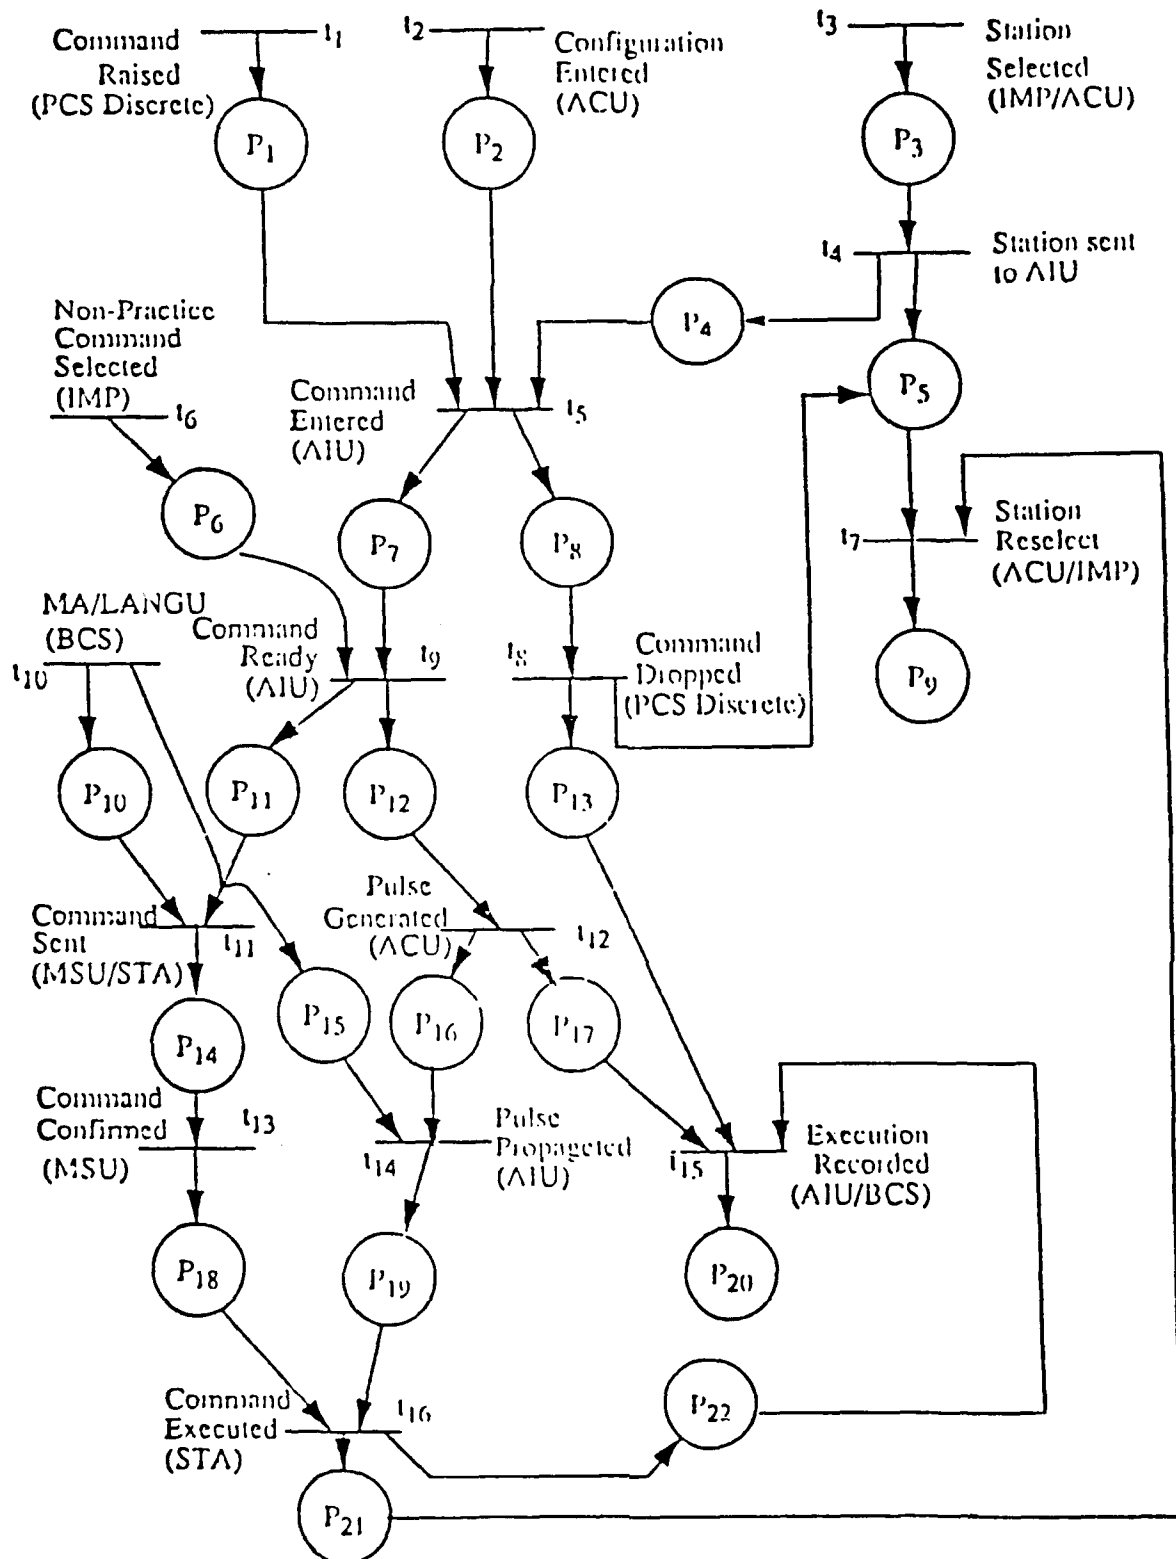 Command
Raised
(PCS Discrete)
t1
t2
Configuration
Entered
(ACU)
t3
Station
Selected
(IMP/ACU)
P1
P2
P3
t4
Station sent
to AIU
Non-Practice
Command
Selected
(IMP)
t6
P4
P5
Command
Entered
(AIU)
t5
P6
P7
P8
t7
Station
Reselect
(ACU/IMP)
MA/LANGU
(BCS)
t10
Command
Ready
(AIU)
t9
t8
Command
Dropped
(PCS Discrete)
P9
P10
P11
P12
P13
Command
Sent
(MSU/STA)
t11
Pulse
Generated
(ACU)
t12
P14
P15
P16
P17
Command
Confirmed
(MSU)
t13
t14
Pulse
Propageted
(AIU)
t15
Execution
Recorded
(AIU/BCS)
P18
P19
P20
Command
Executed
(STA)
t16
P22
P21